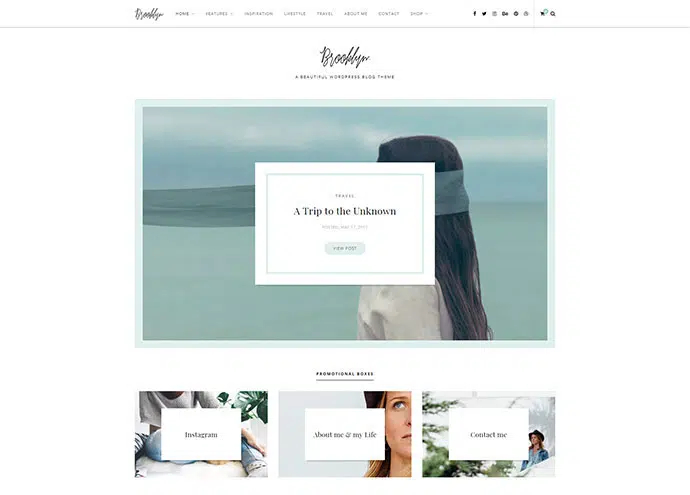 Brooklyn HOME FEATURES INSPIRATION LIFESTYLE TRAVEL ABOUT ME CONTACT SHOP
Brooklyn
A BEAUTIFUL WORDPRESS BLOG THEME
TRAVEL
A Trip to the Unknown
VIEW POST
PROMOTIONAL BOXES
Instagram
About me & my Life
Contact me